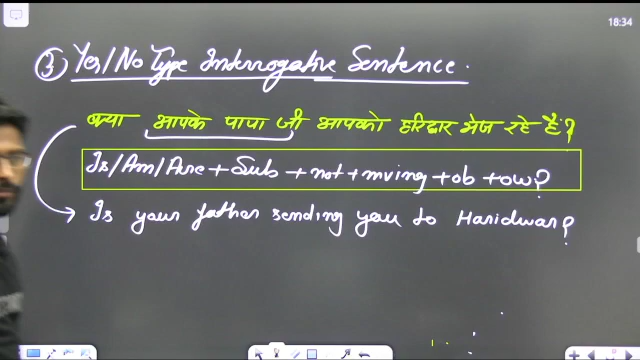 18:34
③ Yes/No Type Interrogative Sentence.
क्या आपके पापा जी आपको हरिद्वार भेज रहे हैं?
Is/Am/Are + Sub + not + mving + ob + ow?
Is your father sending you to Haridwar?